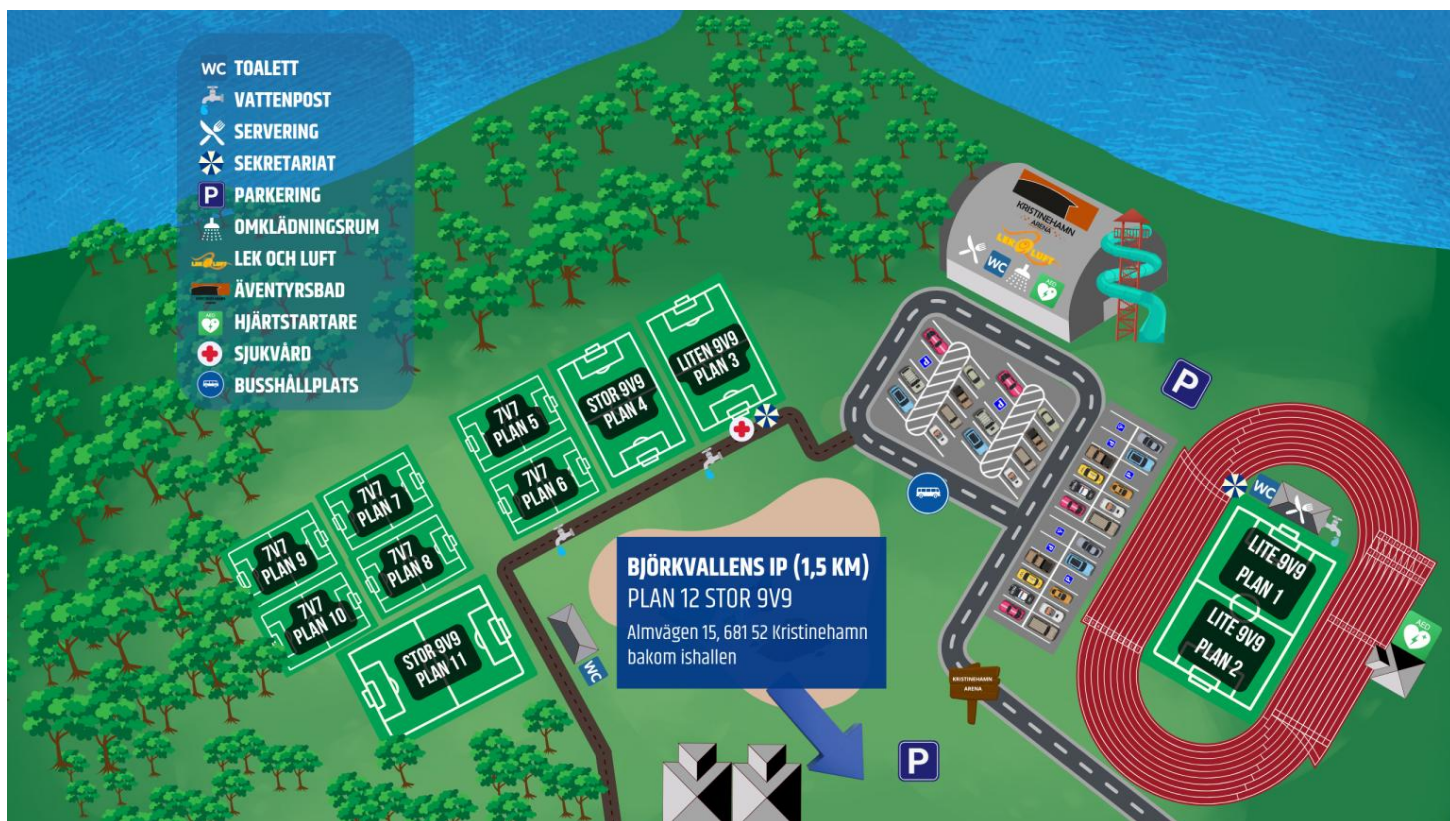 WC TOALETT
VATTENPOST
SERVERING
SEKRETARIAT
P PARKERING
OMKLÄDNINGSRUM
LEK LUFT LEK OCH LUFT
ÄVENTYRSBAD
AED HJÄRTSTARTARE
SJUKVÅRD
BUSSHÅLLPLATS
KRISTINEHAMN
ARENA
LEK LUFT
WC
AED
P
LITEN 9V9
PLAN 3
STOR 9V9
PLAN 4
7V7
PLAN 5
7V7
PLAN 6
7V7
PLAN 7
7V7
PLAN 8
7V7
PLAN 9
7V7
PLAN 10
STOR 9V9
PLAN 11
WC
BJÖRKVALLENS IP (1,5 KM)
PLAN 12 STOR 9V9
Almvägen 15, 681 52 Kristinehamn
bakom ishallen
KRISTINEHAMN
ARENA
P
WC
LITE 9V9
PLAN 1
LITE 9V9
PLAN 2
AED